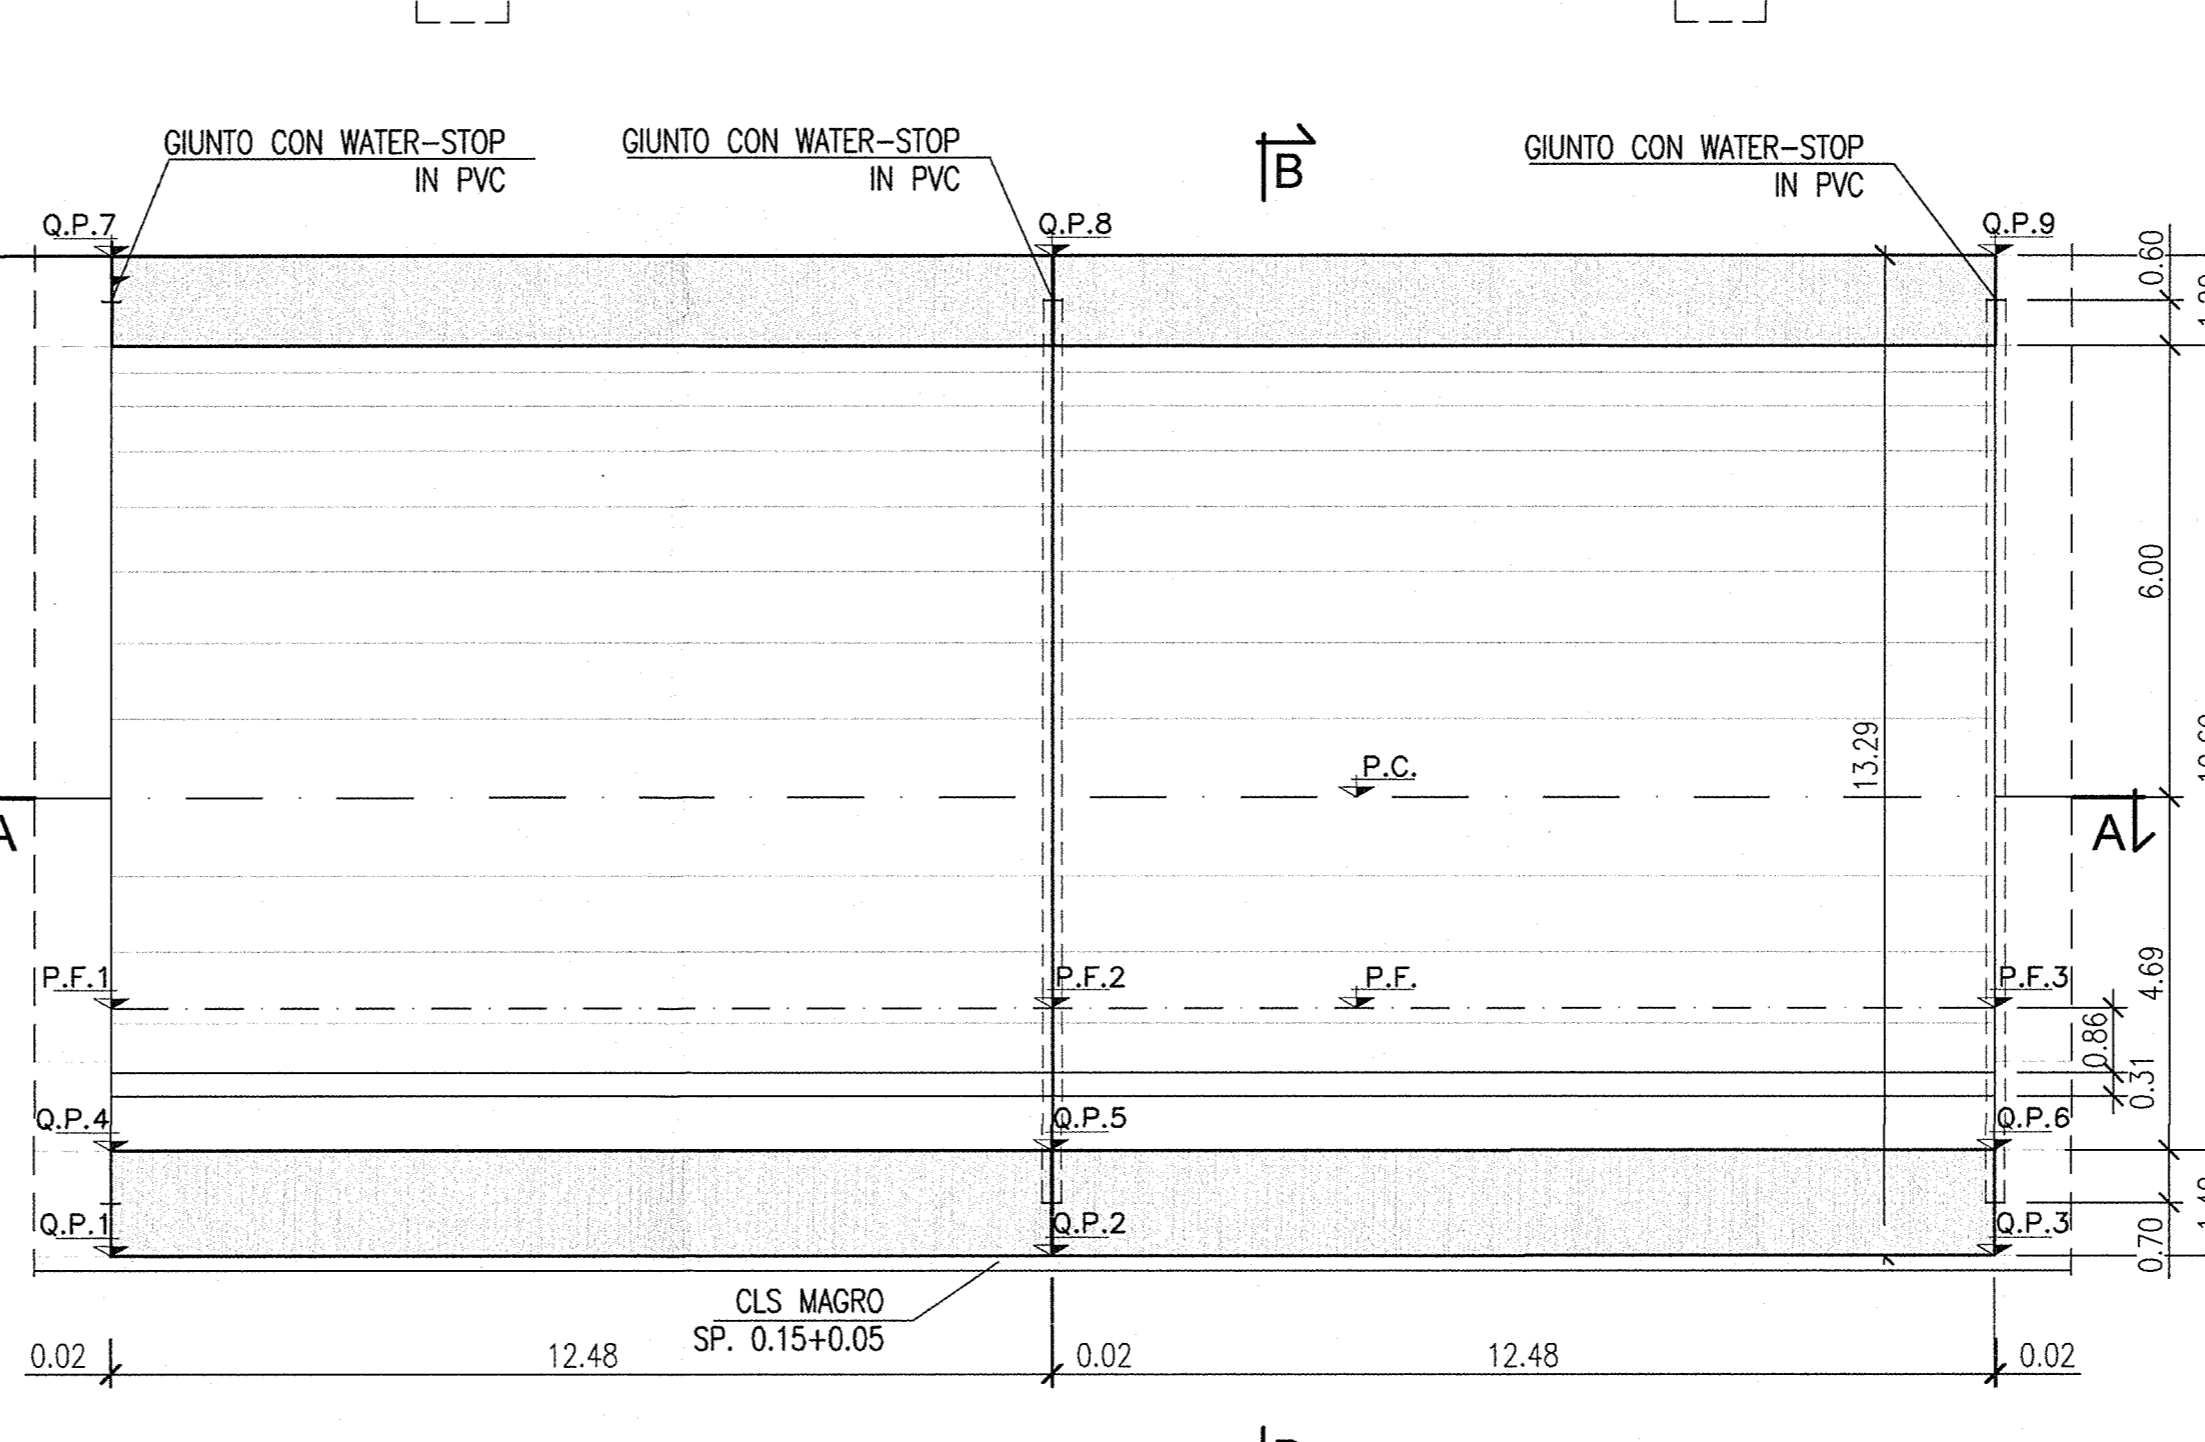 GIUNTO CON WATER-STOP
IN PVC
GIUNTO CON WATER-STOP
IN PVC
B
GIUNTO CON WATER-STOP
IN PVC
Q.P.7
Q.P.8
Q.P.9
0.60
6.00
13.29
P.C.
A
A
P.F.1
P.F.2
P.F.
P.F.3
4.69
0.86
0.31
Q.P.4
Q.P.5
Q.P.6
Q.P.1
Q.P.2
Q.P.3
0.70
CLS MAGRO
SP. 0.15+0.05
0.02
12.48
0.02
12.48
0.02